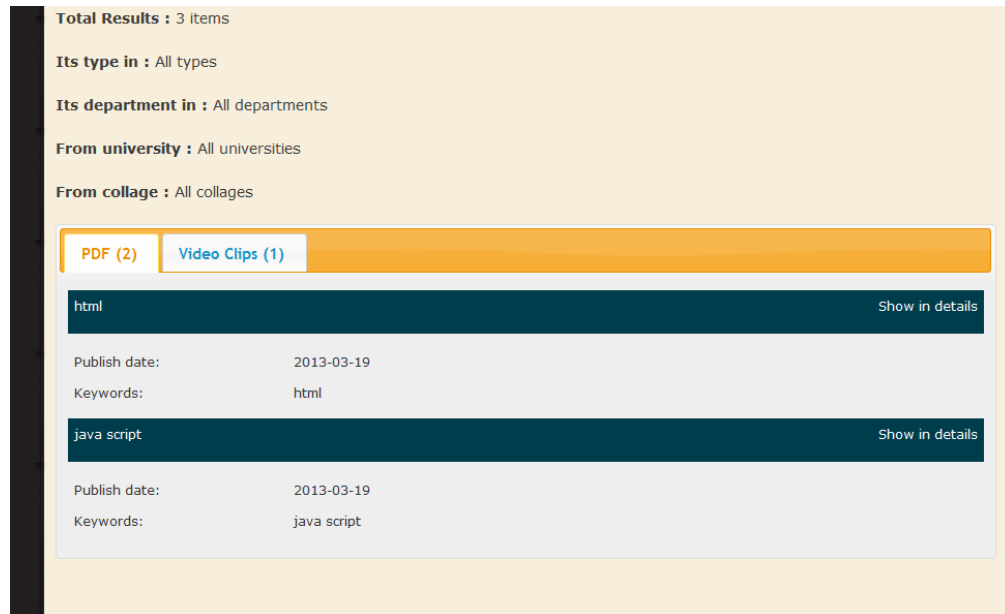 Total Results : 3 items
Its type in : All types
Its department in : All departments
From university : All universities
From collage : All collages
PDF (2) Video Clips (1)
html Show in details
Publish date: 2013-03-19
Keywords: html
java script Show in details
Publish date: 2013-03-19
Keywords: java script